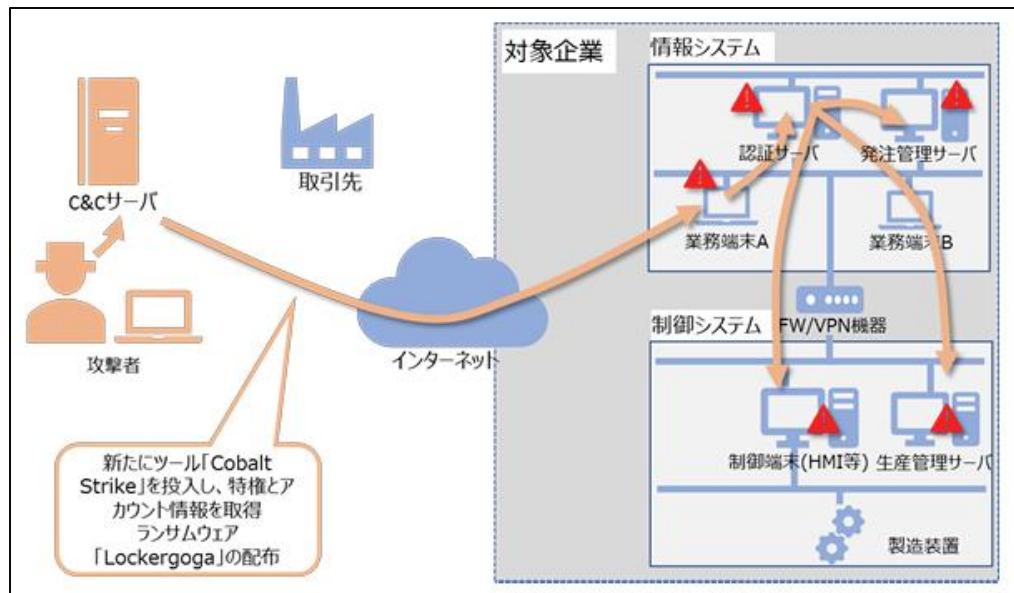 対象企業
情報システム
認証サーバ
発注管理サーバ
取引先
C&Cサーバ
業務端末A
業務端末B
FW/VPN機器
制御システム
インターネット
攻撃者
制御端末(HMI等)
生産管理サーバ
新たにツール「Cobalt
Strike」を投入し、特権とア
カウント情報を取得
ランサムウェア
「Lockergoga」の配布
製造装置